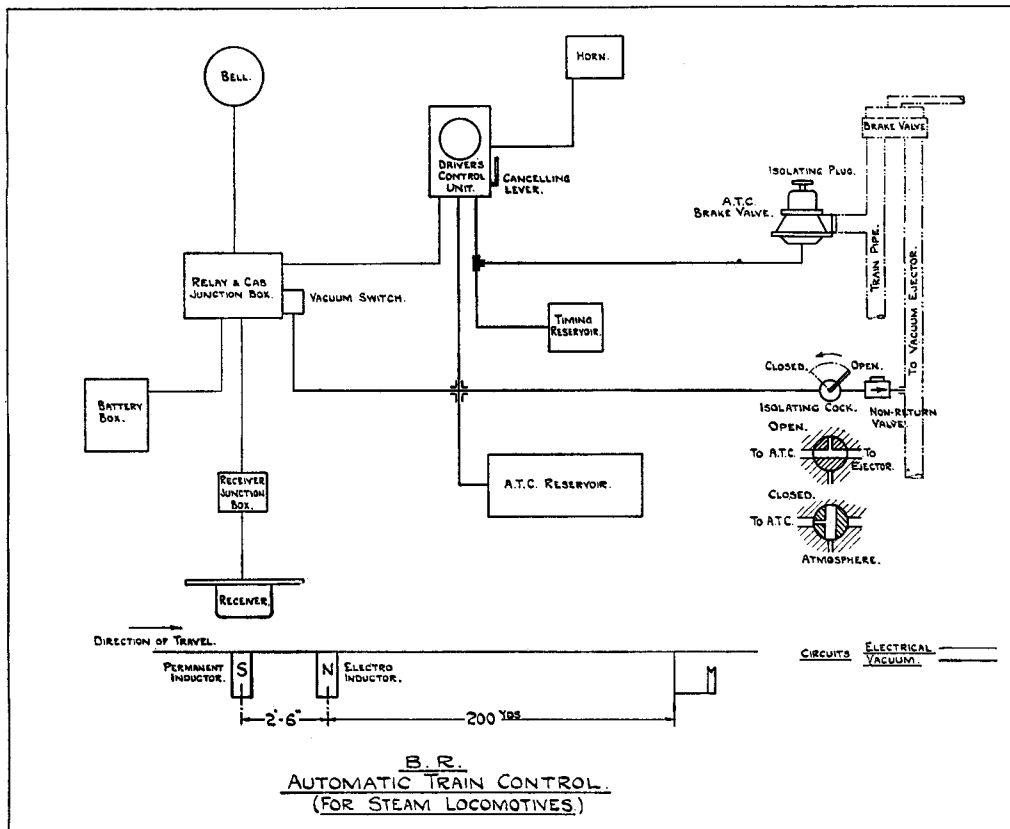 BELL.
HORN.
DRIVERS
CONTROL
UNIT.
CANCELLING
LEVER.
BRAKE VALVE
ISOLATING PLUG.
A.T.C.
BRAKE VALVE.
TRAIN PIPE.
TO VACUUM EJECTOR.
RELAY & CAB
JUNCTION BOX.
VACUUM SWITCH.
TIMING
RESERVOIR.
CLOSED.
OPEN.
BATTERY
BOX.
ISOLATING COCK.
NON-RETURN
VALVE.
OPEN.
TO A.T.C.
TO
EJECTOR.
RECEIVER
JUNCTION
BOX.
A.T.C. RESERVOIR.
CLOSED.
TO A.T.C.
ATMOSPHERE.
RECEIVER.
DIRECTION OF TRAVEL.
PERMANENT
INDUCTOR.
S
N
ELECTRO
INDUCTOR.
CIRCUITS ELECTRICAL
VACUUM.
2'-6"
200 YDS
B.R.
AUTOMATIC TRAIN CONTROL.
(FOR STEAM LOCOMOTIVES.)